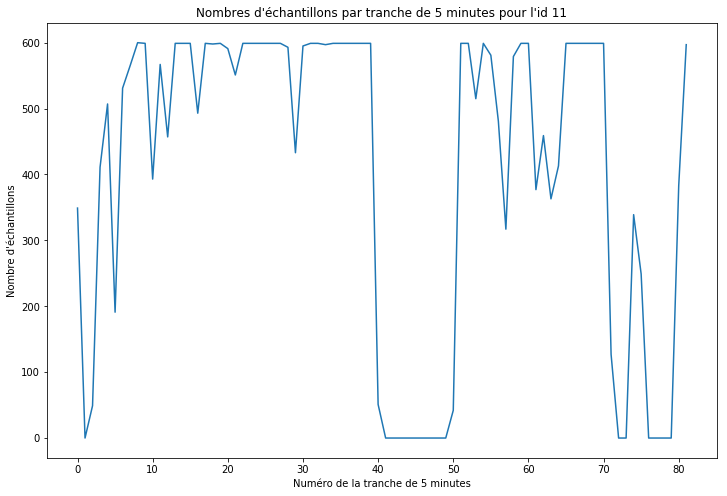 Nombres d'échantillons par tranche de 5 minutes pour l'id 11
Nombre d'échantillons
600
500
400
300
200
100
0
0 10 20 30 40 50 60 70 80
Numéro de la tranche de 5 minutes